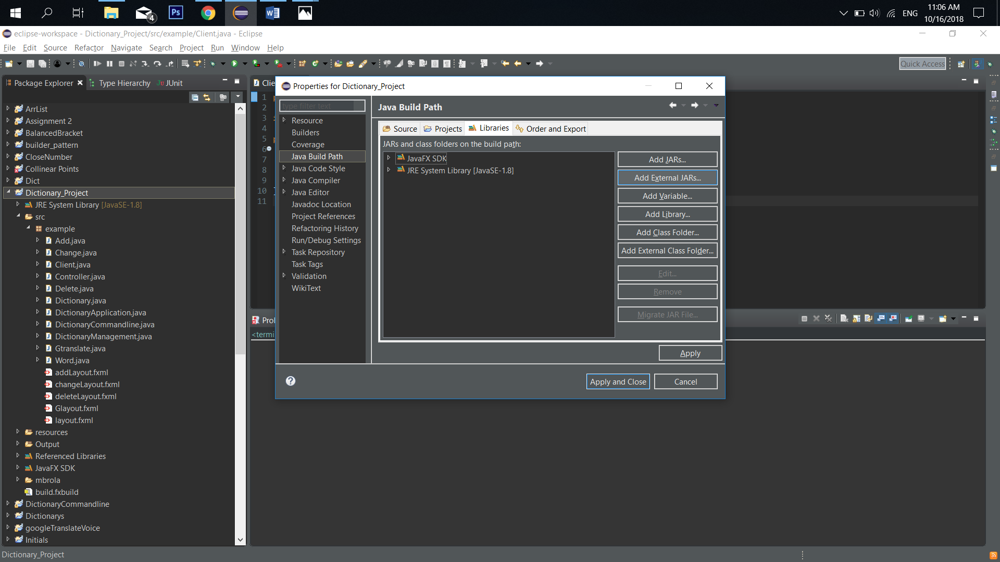 4
Ps
ENG
11:06 AM
10/16/2018
eclipse-workspace - Dictionary_Project/src/example/Client.java - Eclipse
File Edit Source Refactor Navigate Search Project Run Window Help
Quick Access
Package Explorer
Type Hierarchy
JUnit
ArrList
Assignment 2
BalancedBracket
builder_pattern
CloseNumber
Collinear Points
Dict
Dictionary_Project
JRE System Library [JavaSE-1.8]
src
example
Add.java
Change.java
Client.java
Controller.java
Delete.java
Dictionary.java
DictionaryApplication.java
DictionaryCommandline.java
DictionaryManagement.java
Gtranslate.java
Word.java
addLayout.fxml
changeLayout.fxml
deleteLayout.fxml
Glayout.fxml
layout.fxml
resources
Output
Referenced Libraries
JavaFX SDK
mbrola
build.fxbuild
DictionaryCommandline
Dictionarys
googleTranslateVoice
Initials
Dictionary_Project
Clie
1
2
3
4
5
6
7
8
9
10
11
Prol
<termi
Properties for Dictionary_Project
type filter text
Resource
Builders
Coverage
Java Build Path
Java Code Style
Java Compiler
Java Editor
Javadoc Location
Project References
Refactoring History
Run/Debug Settings
Task Repository
Task Tags
Validation
WikiText
Java Build Path
Source
Projects
Libraries
Order and Export
JARs and class folders on the build path:
JavaFX SDK
JRE System Library [JavaSE-1.8]
Add JARs...
Add External JARs...
Add Variable...
Add Library...
Add Class Folder...
Add External Class Folder...
Edit...
Remove
Migrate JAR File...
Apply
Apply and Close
Cancel